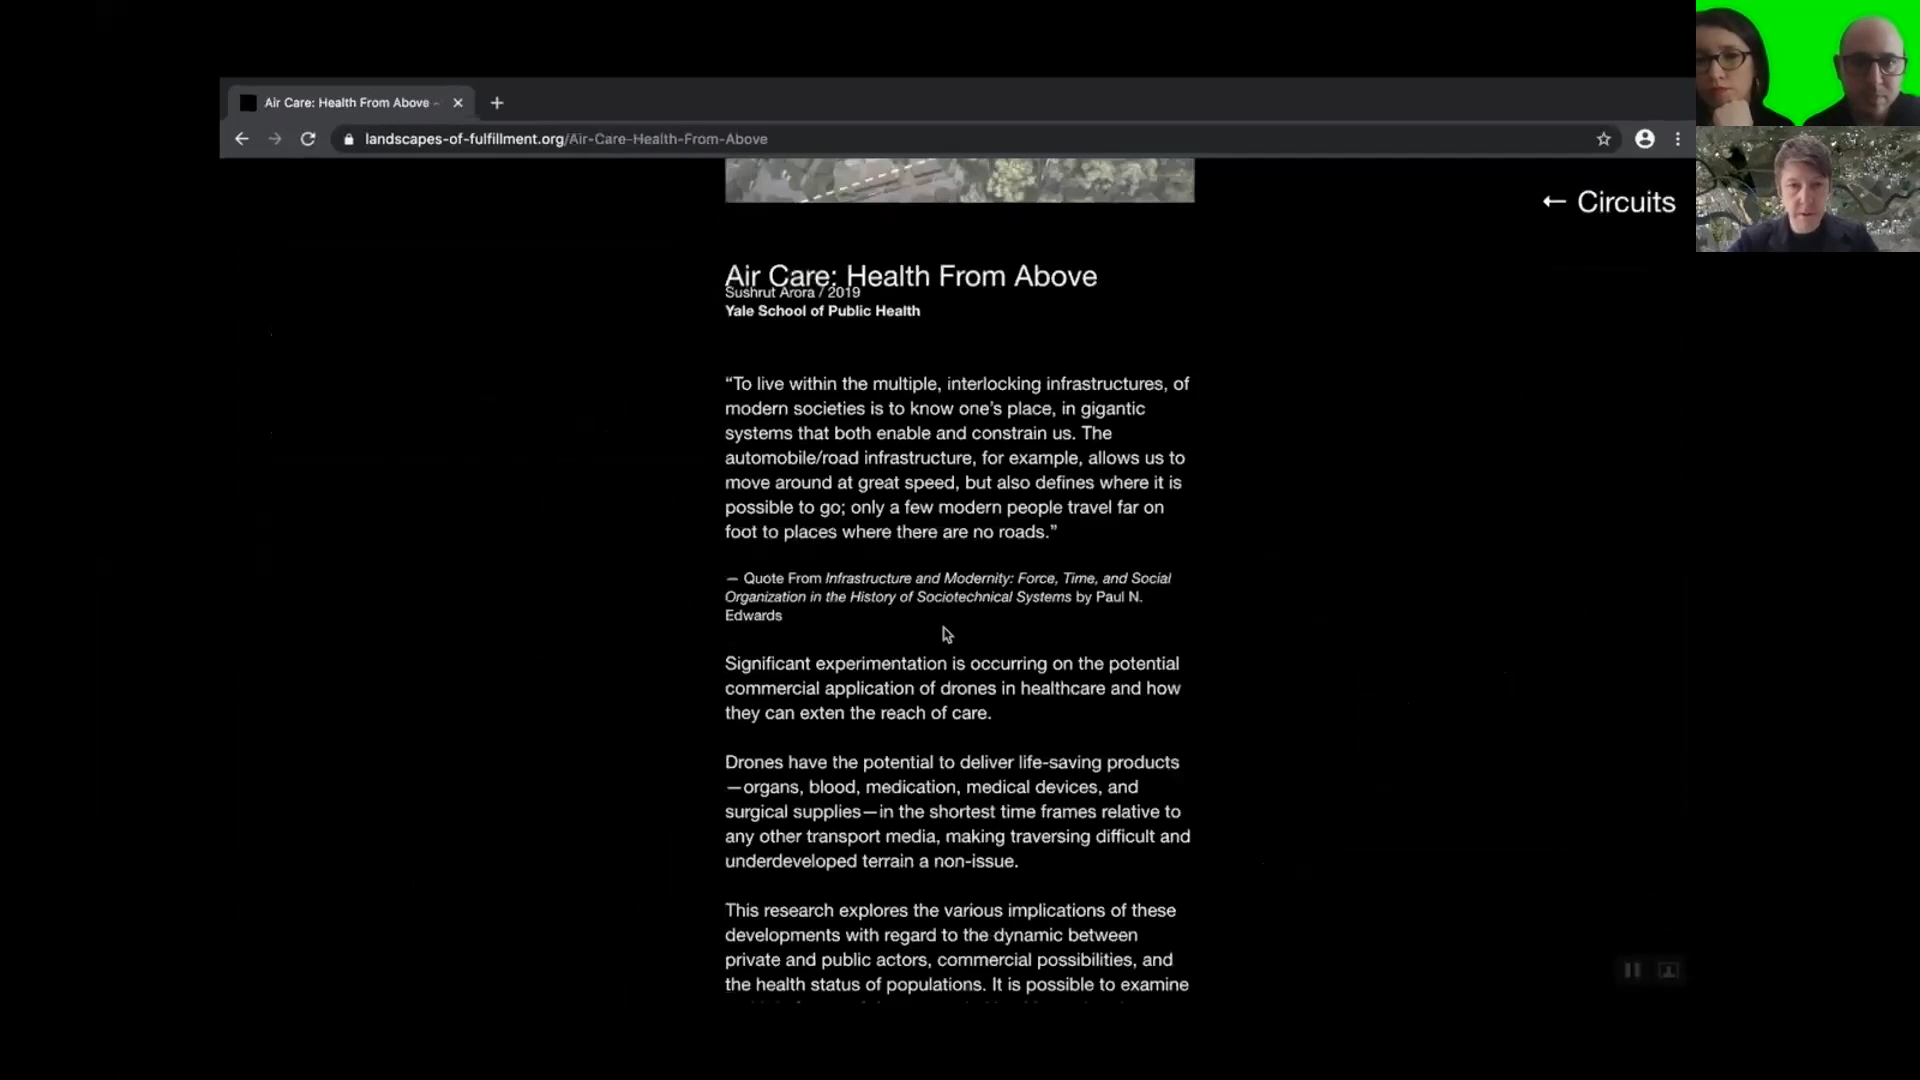 Air Care: Health From Above -
landscapes-of-fulfillment.org/Air-Care-Health-From-Above
← Circuits
Air Care: Health From Above
Sushrut Arora / 2019
Yale School of Public Health
“To live within the multiple, interlocking infrastructures, of
modern societies is to know one’s place, in gigantic
systems that both enable and constrain us. The
automobile/road infrastructure, for example, allows us to
move around at great speed, but also defines where it is
possible to go; only a few modern people travel far on
foot to places where there are no roads.”
— Quote From Infrastructure and Modernity: Force, Time, and Social
Organization in the History of Sociotechnical Systems by Paul N.
Edwards
Significant experimentation is occurring on the potential
commercial application of drones in healthcare and how
they can exten the reach of care.
Drones have the potential to deliver life-saving products
—organs, blood, medication, medical devices, and
surgical supplies—in the shortest time frames relative to
any other transport media, making traversing difficult and
underdeveloped terrain a non-issue.
This research explores the various implications of these
developments with regard to the dynamic between
private and public actors, commercial possibilities, and
the health status of populations. It is possible to examine